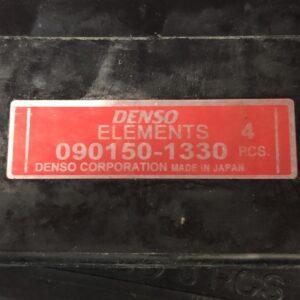 DENSO
ELEMENTS 4
090150-1330 PCS.
DENSO CORPORATION MADE IN JAPAN